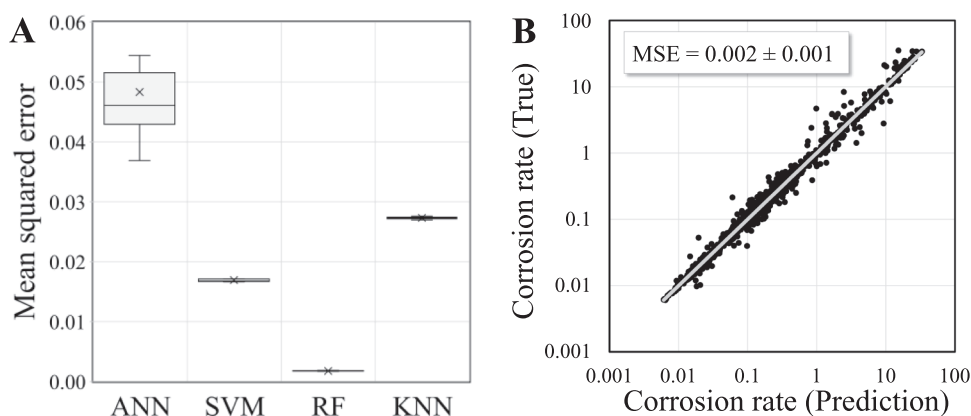 A
Mean squared error
0.06
0.05
0.04
0.03
0.02
0.01
0.00
ANN SVM RF KNN
B
Corrosion rate (True)
100
10
1
0.1
0.01
0.001
MSE = 0.002 ± 0.001
0.001 0.01 0.1 1 10 100
Corrosion rate (Prediction)